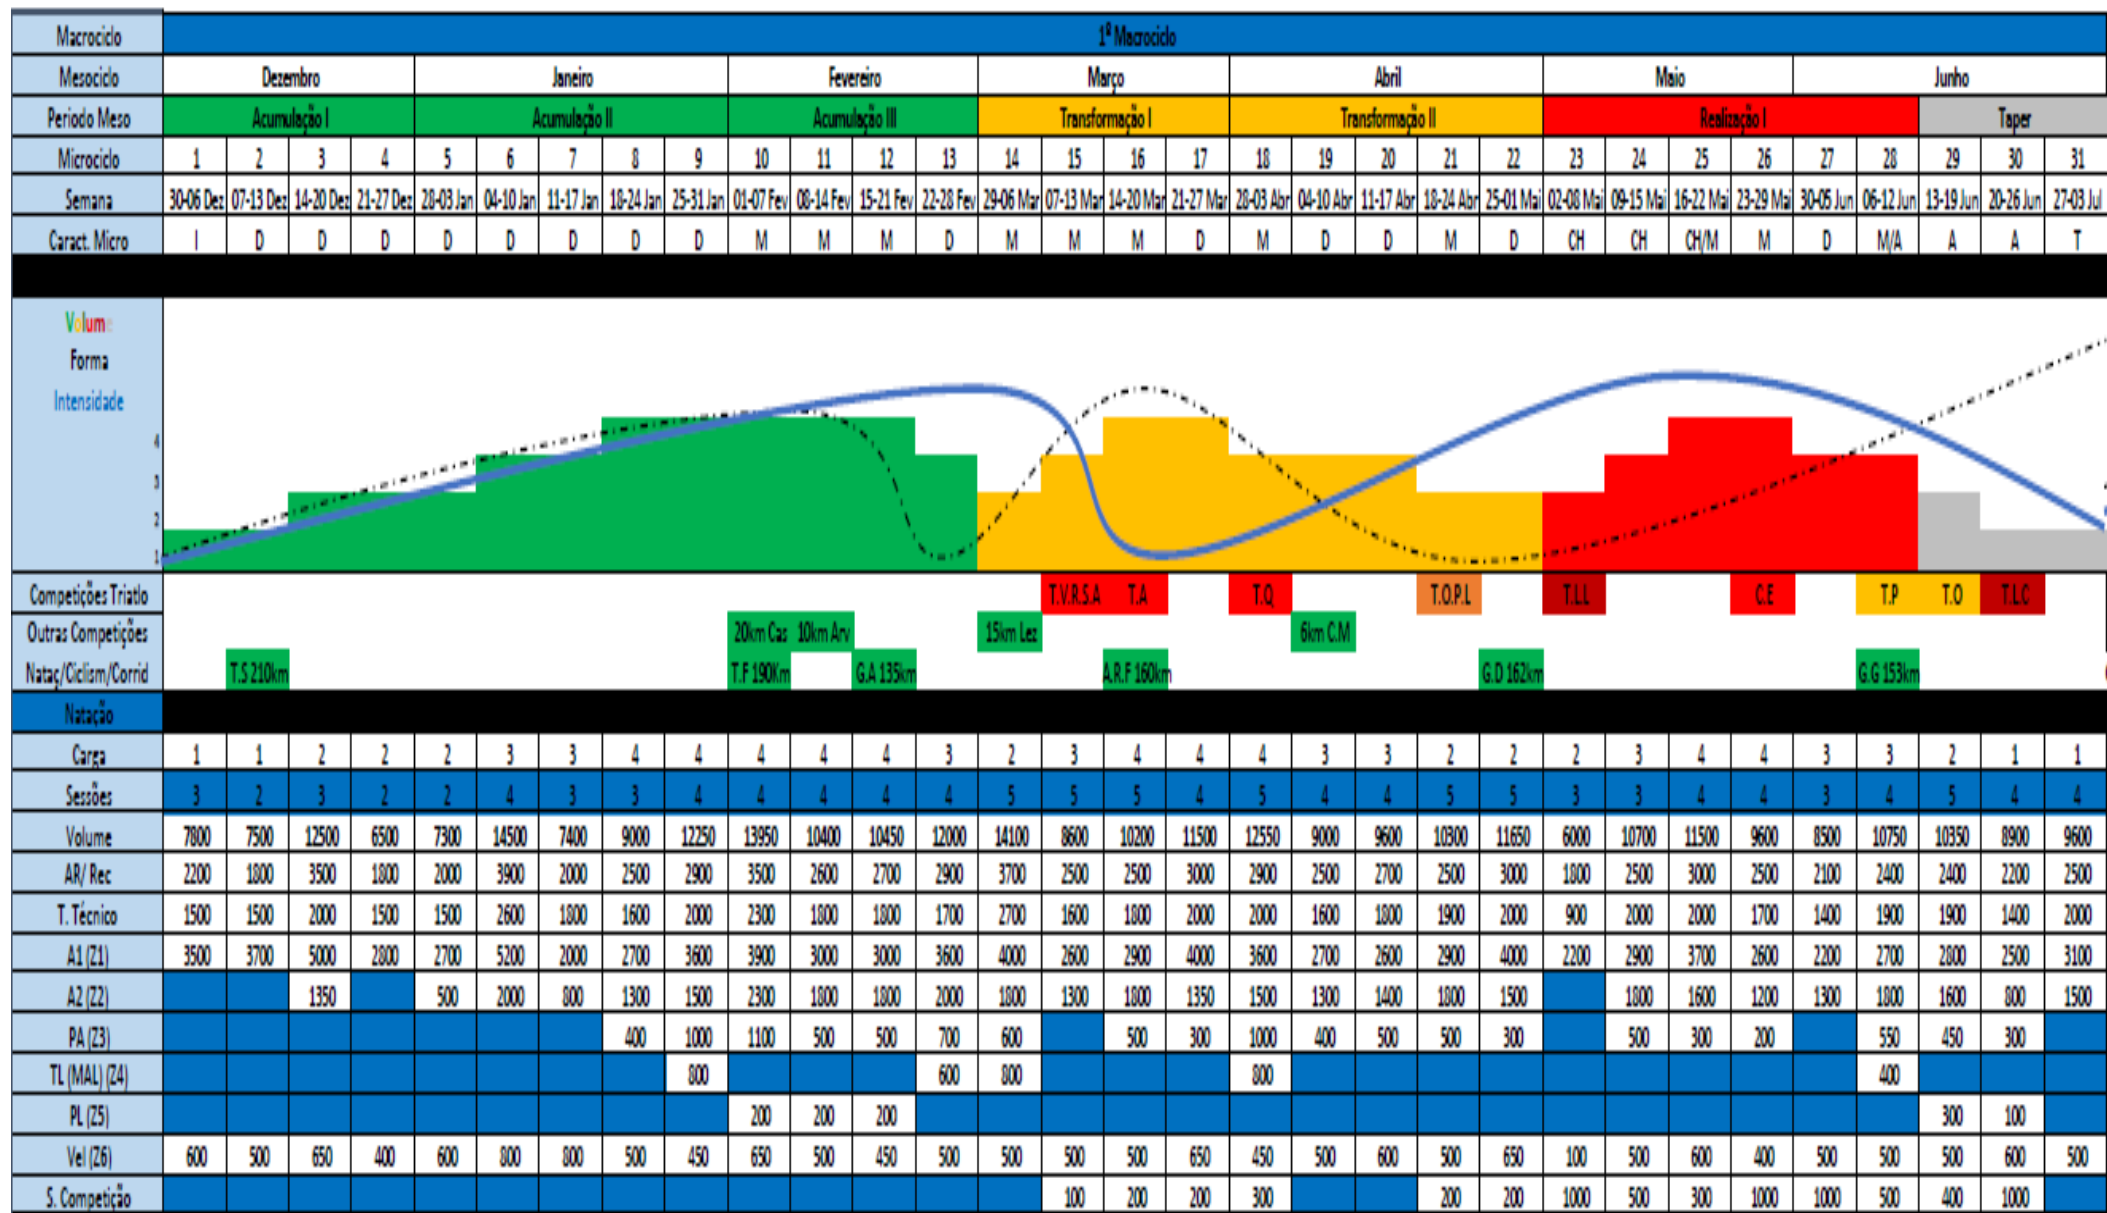 Macrociclo 1º Macrociclo
Mesociclo Dezembro Janeiro Fevereiro Março Abril Maio Junho
Periodo Meso Acumulação I Acumulação II Acumulação III Transformação I Transformação II Realização I Taper
Microciclo 1 2 3 4 5 6 7 8 9 10 11 12 13 14 15 16 17 18 19 20 21 22 23 24 25 26 27 28 29 30 31
Semana 30-06 Dez 07-13 Dez 14-20 Dez 21-27 Dez 28-03 Jan 04-10 Jan 11-17 Jan 18-24 Jan 25-31 Jan 01-07 Fev 08-14 Fev 15-21 Fev 22-28 Fev 29-06 Mar 07-13 Mar 14-20 Mar 21-27 Mar 28-03 Abr 04-10 Abr 11-17 Abr 18-24 Abr 25-01 Mai 02-08 Mai 09-15 Mai 16-22 Mai 23-29 Mai 30-05 Jun 06-12 Jun 13-19 Jun 20-26 Jun 27-03 Jul
Caract. Micro I D D D D D D D D M M M D M M M D M D D M D CH CH CH/M M D M/A A A T
Volume
Forma
Intensidade
4
3
2
1
Competições Triatlo T.V.R.S.A T.A T.Q T.O.P.L T.L.L C.E T.P T.O T.L.C
Outras Competições 20km Cas 10km Arv 15km Lez 6km C.M
Nataç/Ciclism/Corrid T.S 210km T.F 190Km G.A 135km A.R.F 160km G.D 162km G.G 153km
Natação
Carga 1 1 2 2 2 3 3 4 4 4 4 4 3 2 3 4 4 4 3 3 2 2 2 3 4 4 3 3 2 1 1
Sessões 3 2 3 2 2 4 3 3 4 4 4 4 4 5 5 5 4 5 4 4 5 5 3 3 4 4 3 4 5 4 4
Volume 7800 7500 12500 6500 7300 14500 7400 9000 12250 13950 10400 10450 12000 14100 8600 10200 11500 12550 9000 9600 10300 11650 6000 10700 11500 9600 8500 10750 10350 8900 9600
AR/ Rec 2200 1800 3500 1800 2000 3900 2000 2500 2900 3500 2600 2700 2900 3700 2500 2500 3000 2900 2500 2700 2500 3000 1800 2500 3000 2500 2100 2400 2400 2200 2500
T. Técnico 1500 1500 2000 1500 1500 2600 1800 1600 2000 2300 1800 1800 1700 2700 1600 1800 2000 2000 1600 1800 1900 2000 900 2000 2000 1700 1400 1900 1900 1400 2000
A1 (Z1) 3500 3700 5000 2800 2700 5200 2000 2700 3600 3900 3000 3000 3600 4000 2600 2900 4000 3600 2700 2600 2900 4000 2200 2900 3700 2600 2200 2700 2800 2500 3100
A2 (Z2) 1350 500 2000 800 1300 1500 2300 1800 1800 2000 1800 1300 1800 1350 1500 1300 1400 1800 1500 1800 1600 1200 1300 1800 1600 800 1500
PA (Z3) 400 1000 1100 500 500 700 600 500 300 1000 400 500 500 300 500 300 200 550 450 300
TL (MAL) (Z4) 800 600 800 800 400
PL (Z5) 200 200 200 300 100
Vel (Z6) 600 500 650 400 600 800 800 500 450 650 500 450 500 500 500 500 650 450 500 600 500 650 100 500 600 400 500 500 500 600 500
S. Competição 100 200 200 300 200 200 1000 500 300 1000 1000 500 400 1000